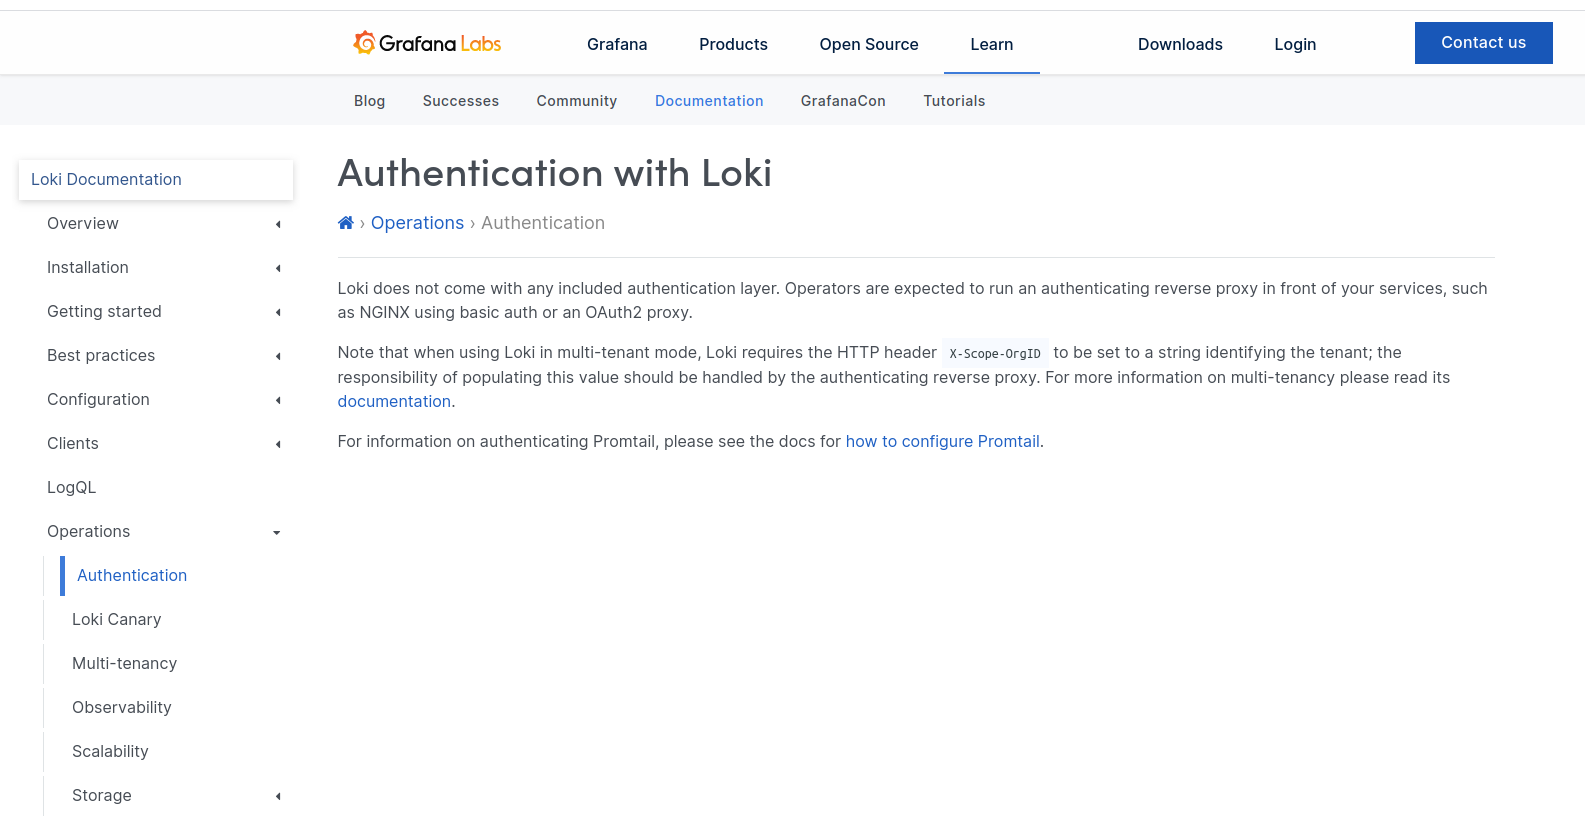 Grafana Labs
Grafana
Products
Open Source
Learn
Downloads
Login
Contact us
Blog
Successes
Community
Documentation
GrafanaCon
Tutorials
Loki Documentation
Overview
Installation
Getting started
Best practices
Configuration
Clients
LogQL
Operations
Authentication
Loki Canary
Multi-tenancy
Observability
Scalability
Storage
Authentication with Loki
› Operations › Authentication
Loki does not come with any included authentication layer. Operators are expected to run an authenticating reverse proxy in front of your services, such
as NGINX using basic auth or an OAuth2 proxy.
Note that when using Loki in multi-tenant mode, Loki requires the HTTP header X-Scope-OrgID to be set to a string identifying the tenant; the
responsibility of populating this value should be handled by the authenticating reverse proxy. For more information on multi-tenancy please read its
documentation.
For information on authenticating Promtail, please see the docs for how to configure Promtail.